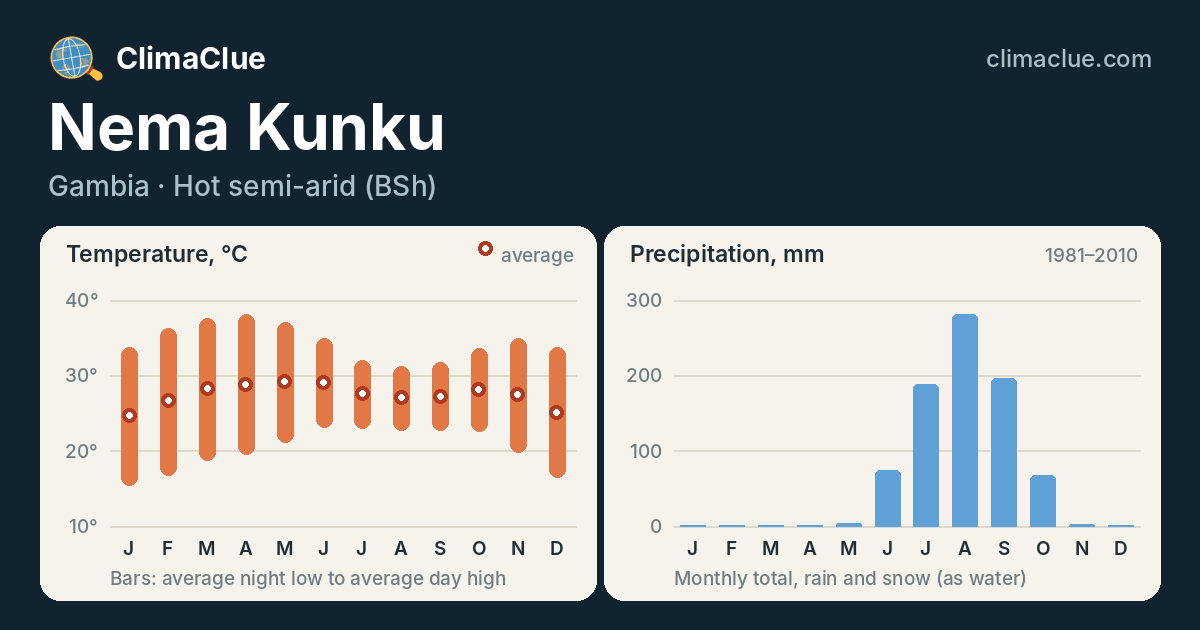 ClimaClue
climaclue.com
Nema Kunku
Gambia · Hot semi-arid (BSh)
Temperature, °C
average
40°
30°
20°
10°
J F M A M J J A S O N D
Bars: average night low to average day high
Precipitation, mm
1981–2010
300
200
100
0
J F M A M J J A S O N D
Monthly total, rain and snow (as water)